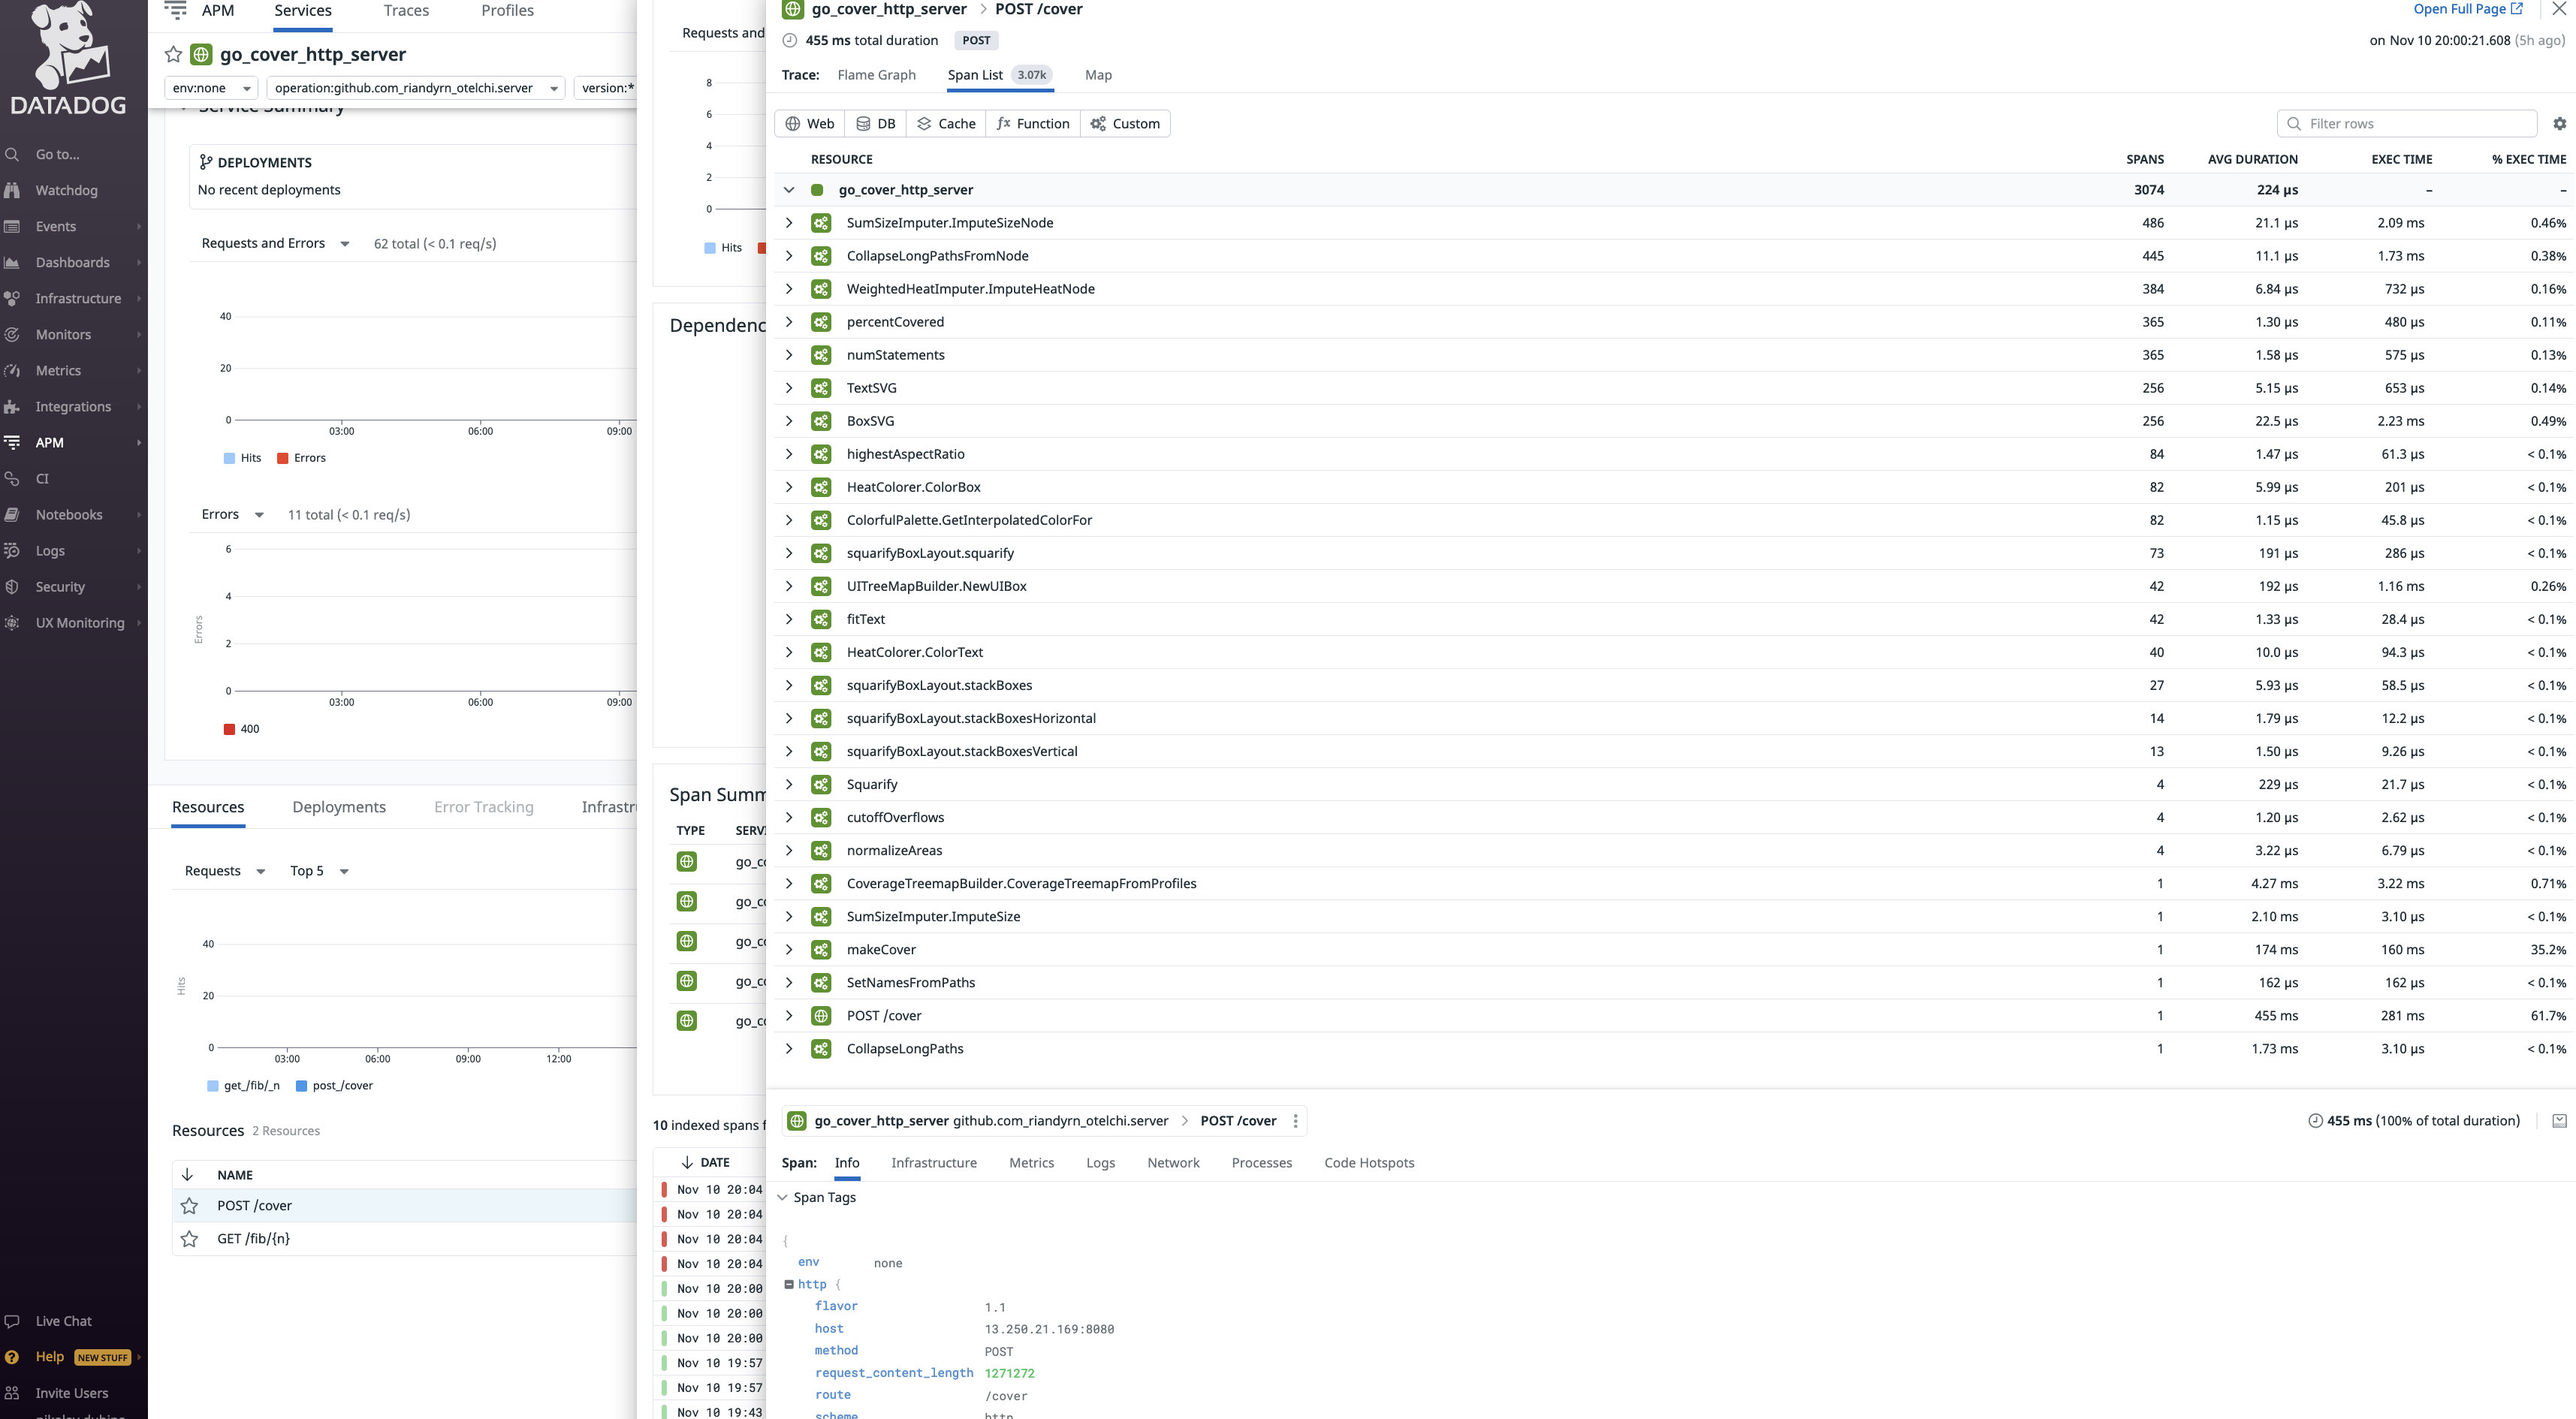 DATADOG
Go to...
Watchdog
Events
Dashboards
Infrastructure
Monitors
Metrics
Integrations
APM
CI
Notebooks
Logs
Security
UX Monitoring
Live Chat
Help NEW STUFF
Invite Users
APM Services Traces Profiles
go_cover_http_server
env:none operation:github.com_riandyrn_otelchi.server version:*
Service Summary
DEPLOYMENTS
No recent deployments
Requests and Errors 62 total (< 0.1 req/s)
40
20
0
03:00 06:00 09:00
Hits Errors
Errors 11 total (< 0.1 req/s)
6
4
2
0
Errors
03:00 06:00 09:00
400
Resources Deployments Error Tracking Infrastr
Requests Top 5
40
20
0
Hits
03:00 06:00 09:00 12:00
get_/fib/_n post_/cover
Resources 2 Resources
NAME
POST /cover
GET /fib/{n}
Requests and
8
6
4
2
0
Hits
Dependenc
Span Summ
TYPE SERVI
go_co
go_co
go_co
go_co
go_co
10 indexed spans f
DATE
Nov 10 20:04
Nov 10 20:04
Nov 10 20:04
Nov 10 20:04
Nov 10 20:00
Nov 10 20:00
Nov 10 20:00
Nov 10 19:57
Nov 10 19:57
Nov 10 19:43
go_cover_http_server > POST /cover Open Full Page
455 ms total duration POST on Nov 10 20:00:21.608 (5h ago)
Trace: Flame Graph Span List 3.07k Map
Web DB Cache Function Custom Filter rows
RESOURCE SPANS AVG DURATION EXEC TIME % EXEC TIME
go_cover_http_server 3074 224 µs – –
SumSizeImputer.ImputeSizeNode 486 21.1 µs 2.09 ms 0.46%
CollapseLongPathsFromNode 445 11.1 µs 1.73 ms 0.38%
WeightedHeatImputer.ImputeHeatNode 384 6.84 µs 732 µs 0.16%
percentCovered 365 1.30 µs 480 µs 0.11%
numStatements 365 1.58 µs 575 µs 0.13%
TextSVG 256 5.15 µs 653 µs 0.14%
BoxSVG 256 22.5 µs 2.23 ms 0.49%
highestAspectRatio 84 1.47 µs 61.3 µs < 0.1%
HeatColorer.ColorBox 82 5.99 µs 201 µs < 0.1%
ColorfulPalette.GetInterpolatedColorFor 82 1.15 µs 45.8 µs < 0.1%
squarifyBoxLayout.squarify 73 191 µs 286 µs < 0.1%
UITreeMapBuilder.NewUIBox 42 192 µs 1.16 ms 0.26%
fitText 42 1.33 µs 28.4 µs < 0.1%
HeatColorer.ColorText 40 10.0 µs 94.3 µs < 0.1%
squarifyBoxLayout.stackBoxes 27 5.93 µs 58.5 µs < 0.1%
squarifyBoxLayout.stackBoxesHorizontal 14 1.79 µs 12.2 µs < 0.1%
squarifyBoxLayout.stackBoxesVertical 13 1.50 µs 9.26 µs < 0.1%
Squarify 4 229 µs 21.7 µs < 0.1%
cutoffOverflows 4 1.20 µs 2.62 µs < 0.1%
normalizeAreas 4 3.22 µs 6.79 µs < 0.1%
CoverageTreemapBuilder.CoverageTreemapFromProfiles 1 4.27 ms 3.22 ms 0.71%
SumSizeImputer.ImputeSize 1 2.10 ms 3.10 µs < 0.1%
makeCover 1 174 ms 160 ms 35.2%
SetNamesFromPaths 1 162 µs 162 µs < 0.1%
POST /cover 1 455 ms 281 ms 61.7%
CollapseLongPaths 1 1.73 ms 3.10 µs < 0.1%
go_cover_http_server github.com_riandyrn_otelchi.server > POST /cover 455 ms (100% of total duration)
Span: Info Infrastructure Metrics Logs Network Processes Code Hotspots
Span Tags
{
env none
http {
flavor 1.1
host 13.250.21.169:8080
method POST
request_content_length 1271272
route /cover
scheme http